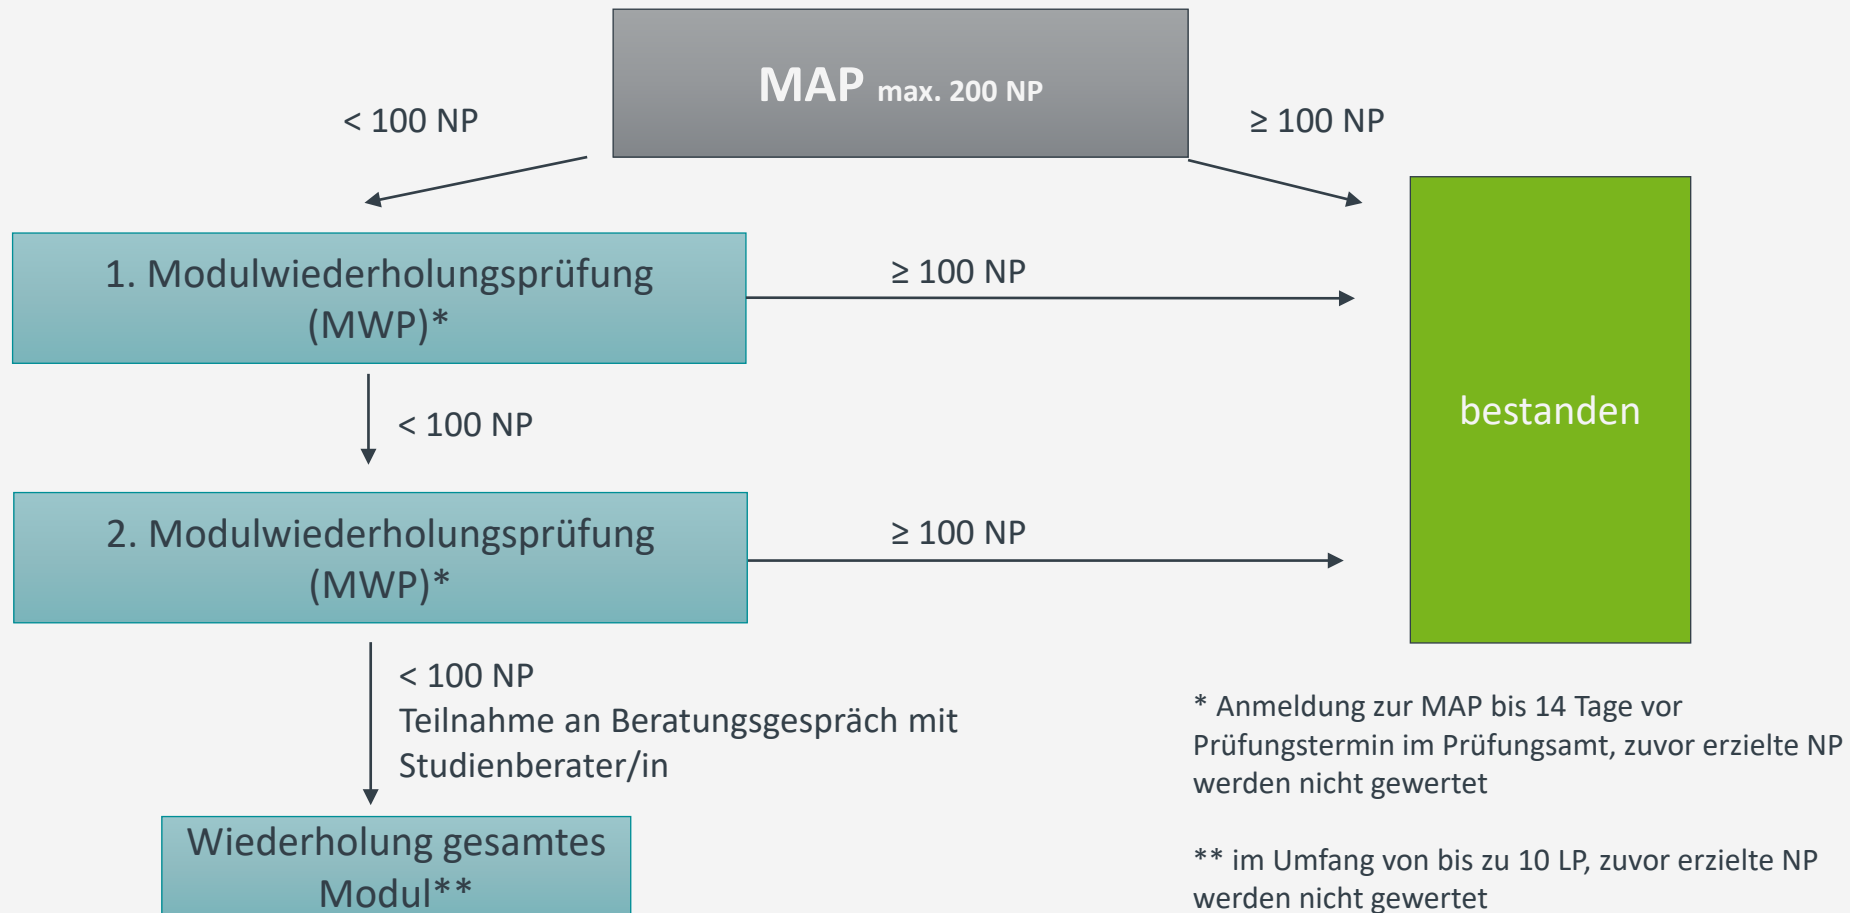 MAP max. 200 NP
< 100 NP
≥ 100 NP
1. Modulwiederholungsprüfung
(MWP)*
≥ 100 NP
bestanden
< 100 NP
2. Modulwiederholungsprüfung
(MWP)*
≥ 100 NP
< 100 NP
Teilnahme an Beratungsgespräch mit
Studienberater/in
* Anmeldung zur MAP bis 14 Tage vor
Prüfungstermin im Prüfungsamt, zuvor erzielte NP
werden nicht gewertet
Wiederholung gesamtes
Modul**
** im Umfang von bis zu 10 LP, zuvor erzielte NP
werden nicht gewertet